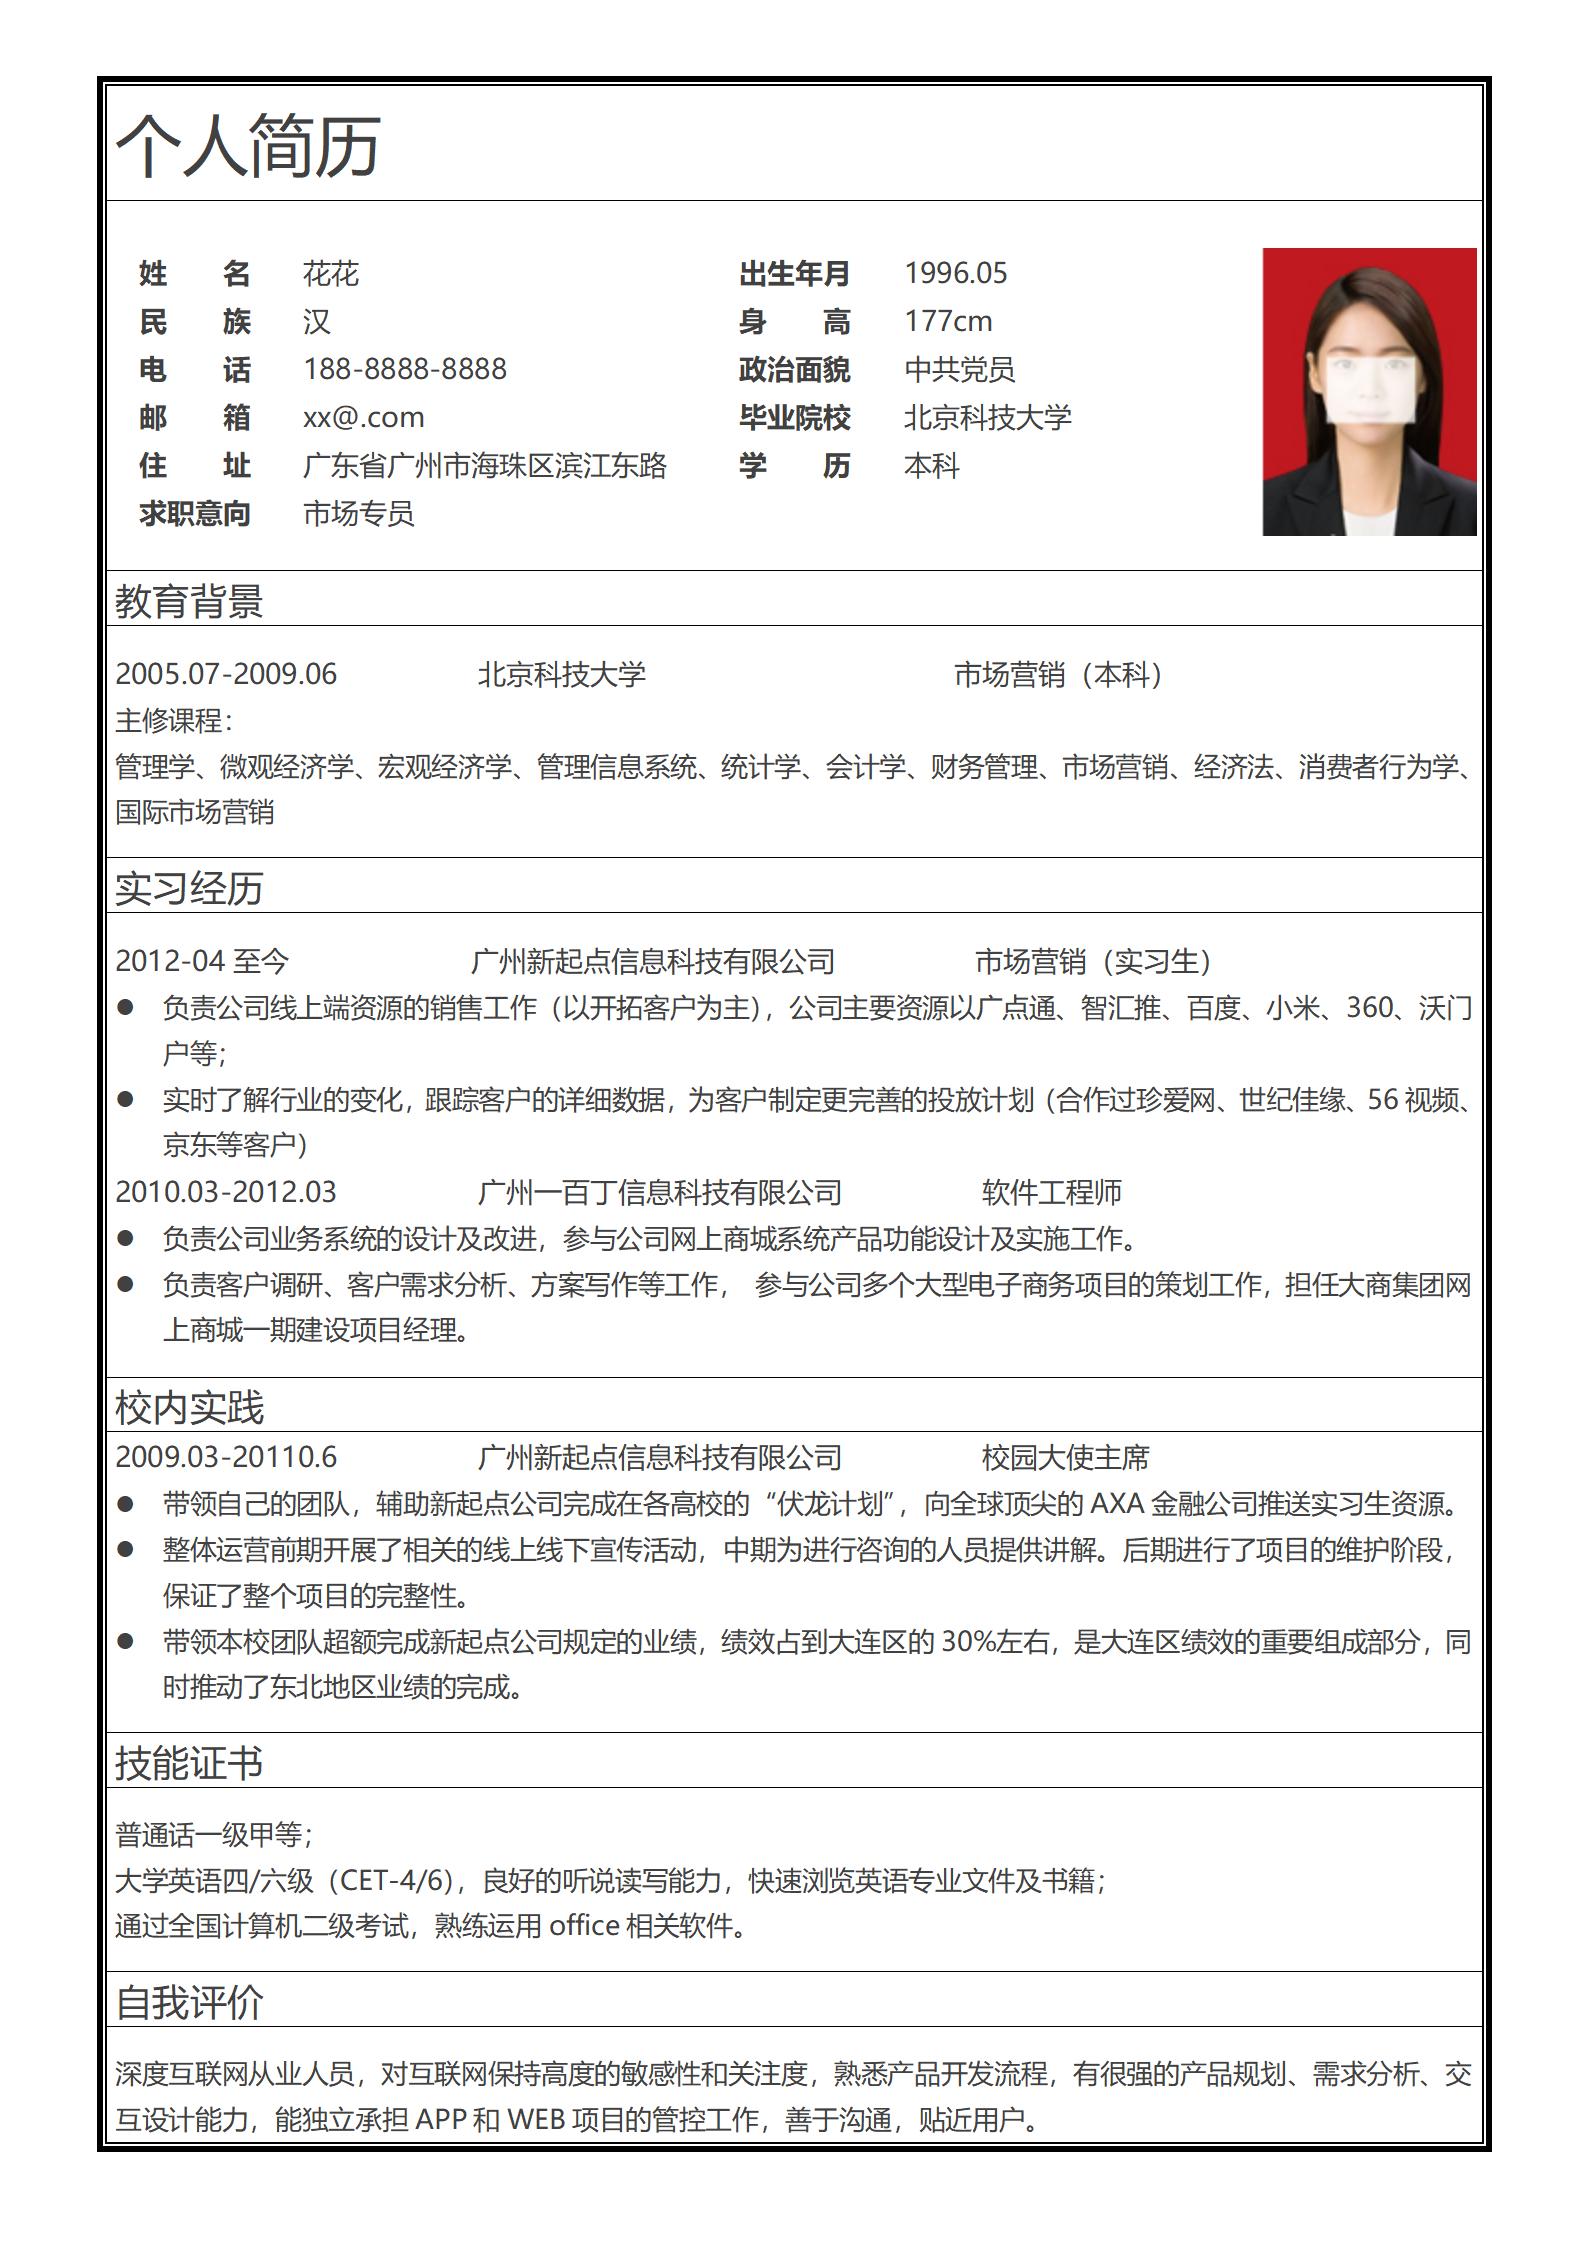 个人简历
姓 名 花花 出生年月 1996.05
民 族 汉 身 高 177cm
电 话 188-8888-8888 政治面貌 中共党员
邮 箱 xx@.com 毕业院校 北京科技大学
住 址 广东省广州市海珠区滨江东路 学 历 本科
求职意向 市场专员
教育背景
2005.07-2009.06 北京科技大学 市场营销（本科）
主修课程：
管理学、微观经济学、宏观经济学、管理信息系统、统计学、会计学、财务管理、市场营销、经济法、消费者行为学、
国际市场营销
实习经历
2012-04 至今 广州新起点信息科技有限公司 市场营销（实习生）
● 负责公司线上端资源的销售工作（以开拓客户为主），公司主要资源以广点通、智汇推、百度、小米、360、沃门
户等；
● 实时了解行业的变化，跟踪客户的详细数据，为客户制定更完善的投放计划（合作过珍爱网、世纪佳缘、56 视频、
京东等客户）
2010.03-2012.03 广州一百丁信息科技有限公司 软件工程师
● 负责公司业务系统的设计及改进，参与公司网上商城系统产品功能设计及实施工作。
● 负责客户调研、客户需求分析、方案写作等工作， 参与公司多个大型电子商务项目的策划工作，担任大商集团网
上商城一期建设项目经理。
校内实践
2009.03-20110.6 广州新起点信息科技有限公司 校园大使主席
● 带领自己的团队，辅助新起点公司完成在各高校的“伏龙计划”，向全球顶尖的 AXA 金融公司推送实习生资源。
● 整体运营前期开展了相关的线上线下宣传活动，中期为进行咨询的人员提供讲解。后期进行了项目的维护阶段，
保证了整个项目的完整性。
● 带领本校团队超额完成新起点公司规定的业绩，绩效占到大连区的 30%左右，是大连区绩效的重要组成部分，同
时推动了东北地区业绩的完成。
技能证书
普通话一级甲等；
大学英语四/六级（CET-4/6），良好的听说读写能力，快速浏览英语专业文件及书籍；
通过全国计算机二级考试，熟练运用 office 相关软件。
自我评价
深度互联网从业人员，对互联网保持高度的敏感性和关注度，熟悉产品开发流程，有很强的产品规划、需求分析、交
互设计能力，能独立承担 APP 和 WEB 项目的管控工作，善于沟通，贴近用户。